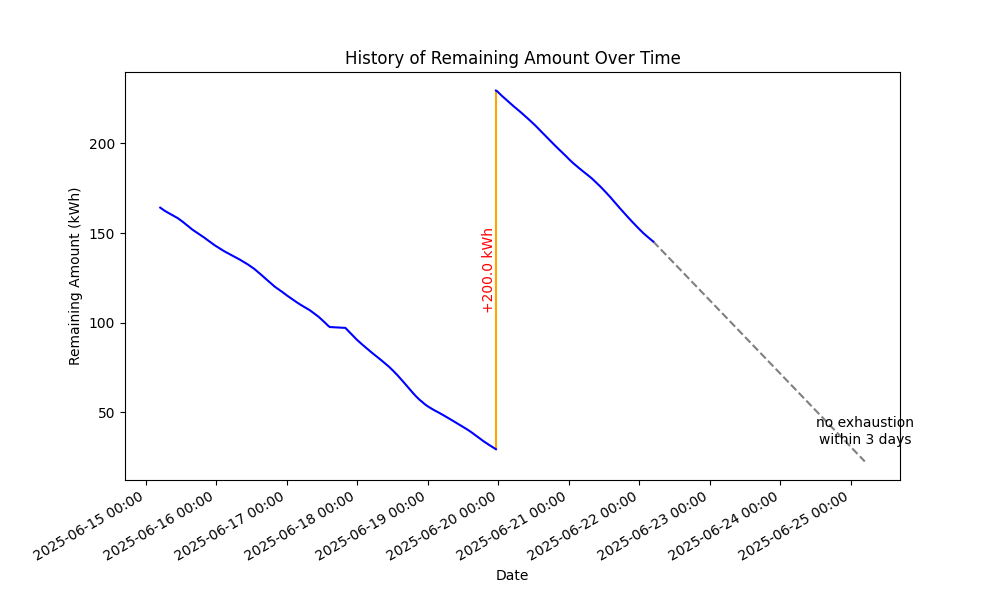 History of Remaining Amount Over Time
Remaining Amount (kWh)
200
150
100
50
+200.0 kWh
no exhaustion
within 3 days
2025-06-15 00:00
2025-06-16 00:00
2025-06-17 00:00
2025-06-18 00:00
2025-06-19 00:00
2025-06-20 00:00
2025-06-21 00:00
2025-06-22 00:00
2025-06-23 00:00
2025-06-24 00:00
2025-06-25 00:00
Date